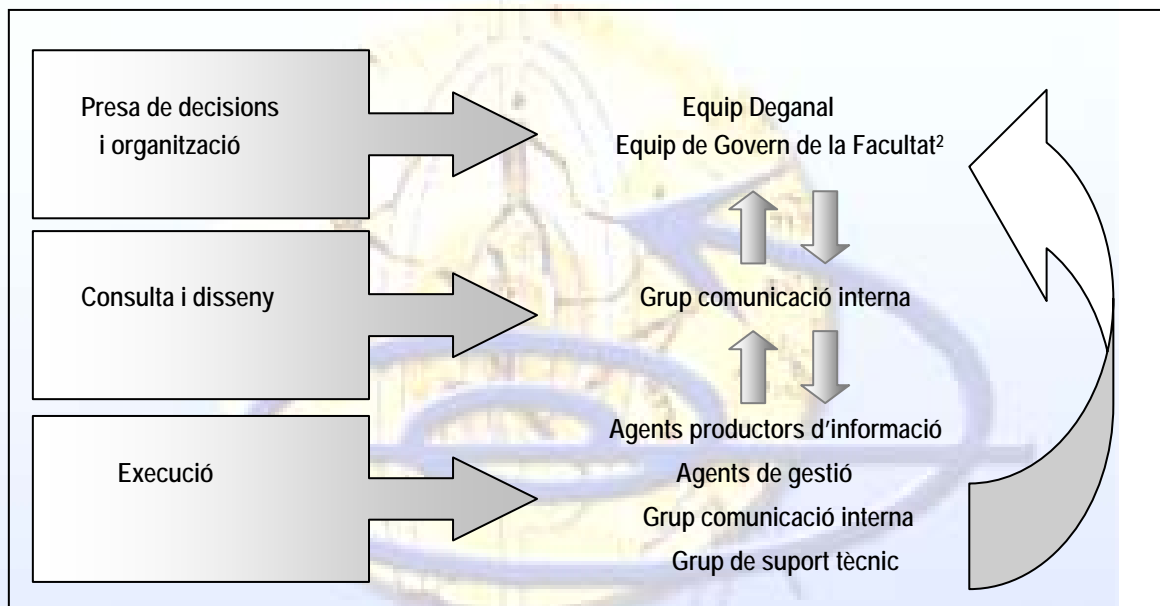 Presa de decisions
i organització
Equip Deganal
Equip de Govern de la Facultat²
Consulta i disseny
Grup comunicació interna
Execució
Agents productors d'informació
Agents de gestió
Grup comunicació interna
Grup de suport tècnic